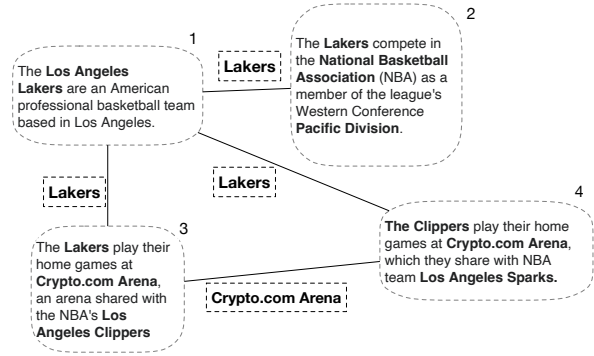 1
The Los Angeles
Lakers are an American
professional basketball team
based in Los Angeles.
Lakers
2
The Lakers compete in
the National Basketball
Association (NBA) as a
member of the league's
Western Conference
Pacific Division.
Lakers
Lakers
3
The Lakers play their
home games at
Crypto.com Arena,
an arena shared with
the NBA's Los
Angeles Clippers
Crypto.com Arena
4
The Clippers play their home
games at Crypto.com Arena,
which they share with NBA
team Los Angeles Sparks.